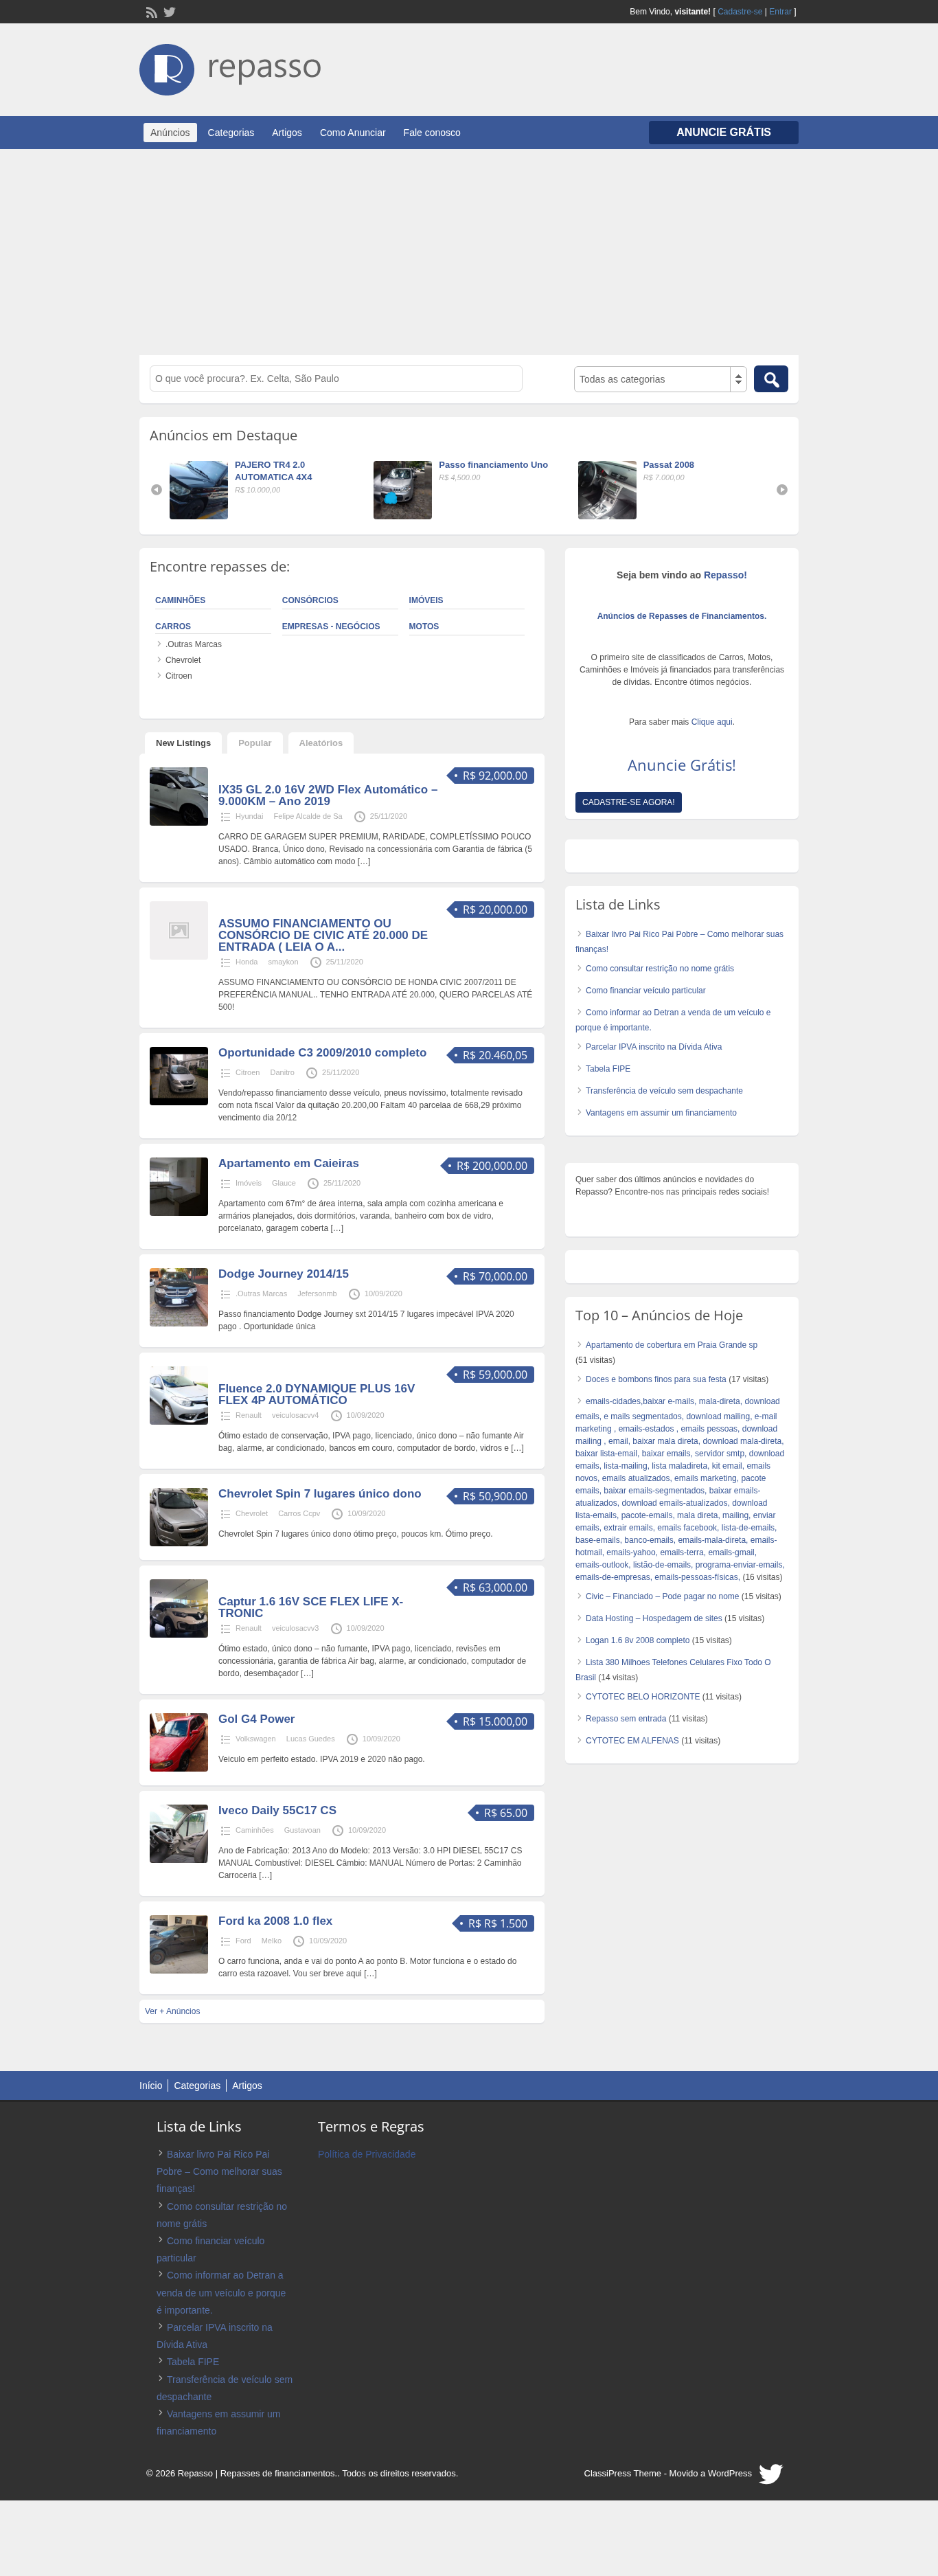 Bem Vindo, visitante! [ Cadastre-se | Entrar ]
repasso
Anúncios
Categorias
Artigos
Como Anunciar
Fale conosco
ANUNCIE GRÁTIS
O que você procura?. Ex. Celta, São Paulo
Todas as categorias
Anúncios em Destaque
PAJERO TR4 2.0
AUTOMATICA 4X4
R$ 10.000,00
Passo financiamento Uno
R$ 4,500.00
Passat 2008
R$ 7.000,00
Encontre repasses de:
CAMINHÕES
CONSÓRCIOS
IMÓVEIS
CARROS
EMPRESAS - NEGÓCIOS
MOTOS
.Outras Marcas
Chevrolet
Citroen
New Listings
Popular
Aleatórios
R$ 92,000.00
IX35 GL 2.0 16V 2WD Flex Automático –
9.000KM – Ano 2019
Hyundai Felipe Alcalde de Sa 25/11/2020
CARRO DE GARAGEM SUPER PREMIUM, RARIDADE, COMPLETÍSSIMO POUCO
USADO. Branca, Único dono, Revisado na concessionária com Garantia de fábrica (5
anos). Câmbio automático com modo […]
R$ 20,000.00
ASSUMO FINANCIAMENTO OU
CONSÓRCIO DE CIVIC ATÉ 20.000 DE
ENTRADA ( LEIA O A...
Honda smaykon 25/11/2020
ASSUMO FINANCIAMENTO OU CONSÓRCIO DE HONDA CIVIC 2007/2011 DE
PREFERÊNCIA MANUAL.. TENHO ENTRADA ATÉ 20.000, QUERO PARCELAS ATÉ
500!
Oportunidade C3 2009/2010 completo
R$ 20.460,05
Citroen Danitro 25/11/2020
Vendo/repasso financiamento desse veículo, pneus novíssimo, totalmente revisado
com nota fiscal Valor da quitação 20.200,00 Faltam 40 parcelaa de 668,29 próximo
vencimento dia 20/12
Apartamento em Caieiras
R$ 200,000.00
Imóveis Glauce 25/11/2020
Apartamento com 67m° de área interna, sala ampla com cozinha americana e
armários planejados, dois dormitórios, varanda, banheiro com box de vidro,
porcelanato, garagem coberta […]
Dodge Journey 2014/15
R$ 70,000.00
.Outras Marcas Jefersonmb 10/09/2020
Passo financiamento Dodge Journey sxt 2014/15 7 lugares impecável IPVA 2020
pago . Oportunidade única
R$ 59,000.00
Fluence 2.0 DYNAMIQUE PLUS 16V
FLEX 4P AUTOMÁTICO
Renault veiculosacvv4 10/09/2020
Ótimo estado de conservação, IPVA pago, licenciado, único dono – não fumante Air
bag, alarme, ar condicionado, bancos em couro, computador de bordo, vidros e […]
Chevrolet Spin 7 lugares único dono
R$ 50,900.00
Chevrolet Carros Ccpv 10/09/2020
Chevrolet Spin 7 lugares único dono ótimo preço, poucos km. Ótimo preço.
R$ 63,000.00
Captur 1.6 16V SCE FLEX LIFE X-
TRONIC
Renault veiculosacvv3 10/09/2020
Ótimo estado, único dono – não fumante, IPVA pago, licenciado, revisões em
concessionária, garantia de fábrica Air bag, alarme, ar condicionado, computador de
bordo, desembaçador […]
Gol G4 Power
R$ 15.000,00
Volkswagen Lucas Guedes 10/09/2020
Veiculo em perfeito estado. IPVA 2019 e 2020 não pago.
Iveco Daily 55C17 CS
R$ 65.00
Caminhões Gustavoan 10/09/2020
Ano de Fabricação: 2013 Ano do Modelo: 2013 Versão: 3.0 HPI DIESEL 55C17 CS
MANUAL Combustível: DIESEL Câmbio: MANUAL Número de Portas: 2 Caminhão
Carroceria […]
Ford ka 2008 1.0 flex
R$ R$ 1.500
Ford Melko 10/09/2020
O carro funciona, anda e vai do ponto A ao ponto B. Motor funciona e o estado do
carro esta razoavel. Vou ser breve aqui […]
Ver + Anúncios
Seja bem vindo ao Repasso!
Anúncios de Repasses de Financiamentos.
O primeiro site de classificados de Carros, Motos,
Caminhões e Imóveis já financiados para transferências
de dívidas. Encontre ótimos negócios.
Para saber mais Clique aqui.
Anuncie Grátis!
CADASTRE-SE AGORA!
Lista de Links
Baixar livro Pai Rico Pai Pobre – Como melhorar suas
finanças!
Como consultar restrição no nome grátis
Como financiar veículo particular
Como informar ao Detran a venda de um veículo e
porque é importante.
Parcelar IPVA inscrito na Dívida Ativa
Tabela FIPE
Transferência de veículo sem despachante
Vantagens em assumir um financiamento
Quer saber dos últimos anúncios e novidades do
Repasso? Encontre-nos nas principais redes sociais!
Top 10 – Anúncios de Hoje
Apartamento de cobertura em Praia Grande sp
(51 visitas)
Doces e bombons finos para sua festa (17 visitas)
emails-cidades,baixar e-mails, mala-direta, download
emails, e mails segmentados, download mailing, e-mail
marketing , emails-estados , emails pessoas, download
mailing , email, baixar mala direta, download mala-direta,
baixar lista-email, baixar emails, servidor smtp, download
emails, lista-mailing, lista maladireta, kit email, emails
novos, emails atualizados, emails marketing, pacote
emails, baixar emails-segmentados, baixar emails-
atualizados, download emails-atualizados, download
lista-emails, pacote-emails, mala direta, mailing, enviar
emails, extrair emails, emails facebook, lista-de-emails,
base-emails, banco-emails, emails-mala-direta, emails-
hotmail, emails-yahoo, emails-terra, emails-gmail,
emails-outlook, listão-de-emails, programa-enviar-emails,
emails-de-empresas, emails-pessoas-físicas, (16 visitas)
Civic – Financiado – Pode pagar no nome (15 visitas)
Data Hosting – Hospedagem de sites (15 visitas)
Logan 1.6 8v 2008 completo (15 visitas)
Lista 380 Milhoes Telefones Celulares Fixo Todo O
Brasil (14 visitas)
CYTOTEC BELO HORIZONTE (11 visitas)
Repasso sem entrada (11 visitas)
CYTOTEC EM ALFENAS (11 visitas)
Início
Categorias
Artigos
Lista de Links
Baixar livro Pai Rico Pai
Pobre – Como melhorar suas
finanças!
Como consultar restrição no
nome grátis
Como financiar veículo
particular
Como informar ao Detran a
venda de um veículo e porque
é importante.
Parcelar IPVA inscrito na
Dívida Ativa
Tabela FIPE
Transferência de veículo sem
despachante
Vantagens em assumir um
financiamento
Termos e Regras
Política de Privacidade
© 2026 Repasso | Repasses de financiamentos.. Todos os direitos reservados.
ClassiPress Theme - Movido a WordPress